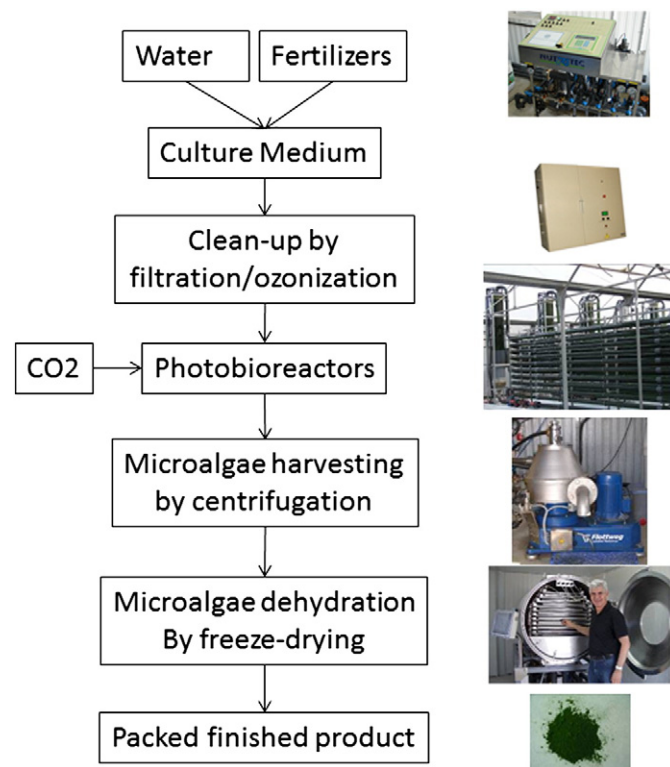 Water
Fertilizers
Culture Medium
Clean-up by
filtration/ozonization
CO2
Photobioreactors
Microalgae harvesting
by centrifugation
Flottweg
Microalgae dehydration
By freeze-drying
Packed finished product